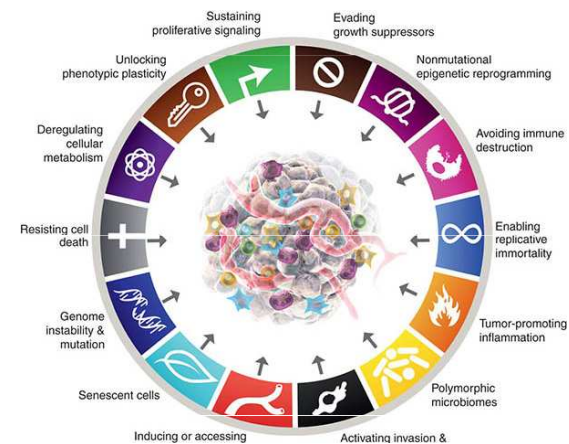 Sustaining
proliferative signaling
Evading
growth suppressors
Nonmutational
epigenetic reprogramming
Avoiding immune
destruction
Enabling
replicative
immortality
Tumor-promoting
inflammation
Polymorphic
microbiomes
Activating invasion &
Inducing or accessing
Senescent cells
Genome
instability &
mutation
Resisting cell
death
Deregulating
cellular
metabolism
Unlocking
phenotypic plasticity